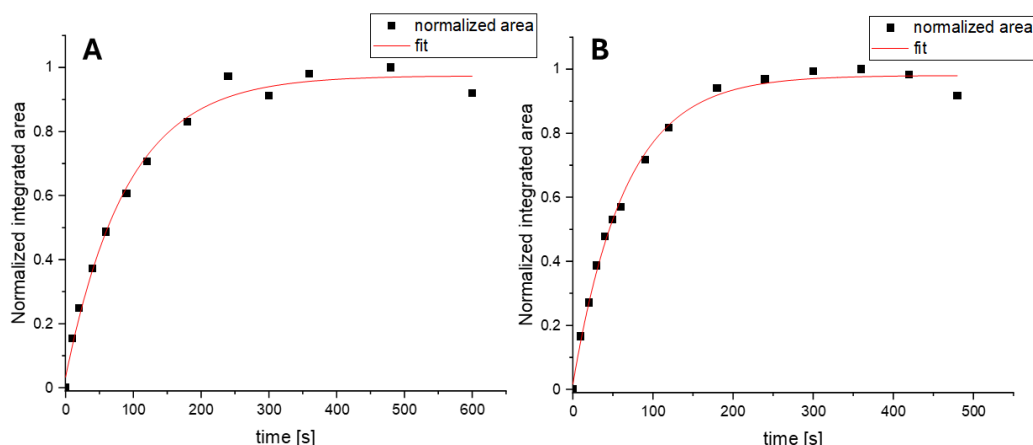 A
normalized area
fit
Normalized integrated area
1
0.8
0.6
0.4
0.2
0
0 100 200 300 400 500 600
time [s]
B
normalized area
fit
Normalized integrated area
1
0.8
0.6
0.4
0.2
0
0 100 200 300 400 500
time [s]